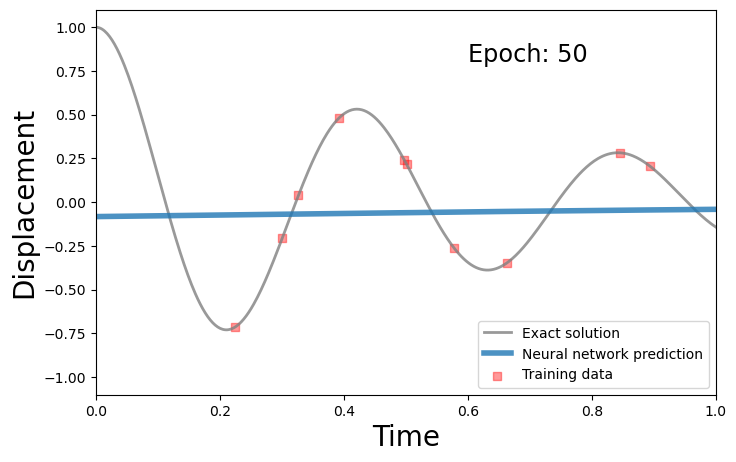 Epoch: 50
Displacement
1.00
0.75
0.50
0.25
0.00
−0.25
−0.50
−0.75
−1.00
Exact solution
Neural network prediction
Training data
0.0 0.2 0.4 0.6 0.8 1.0
Time